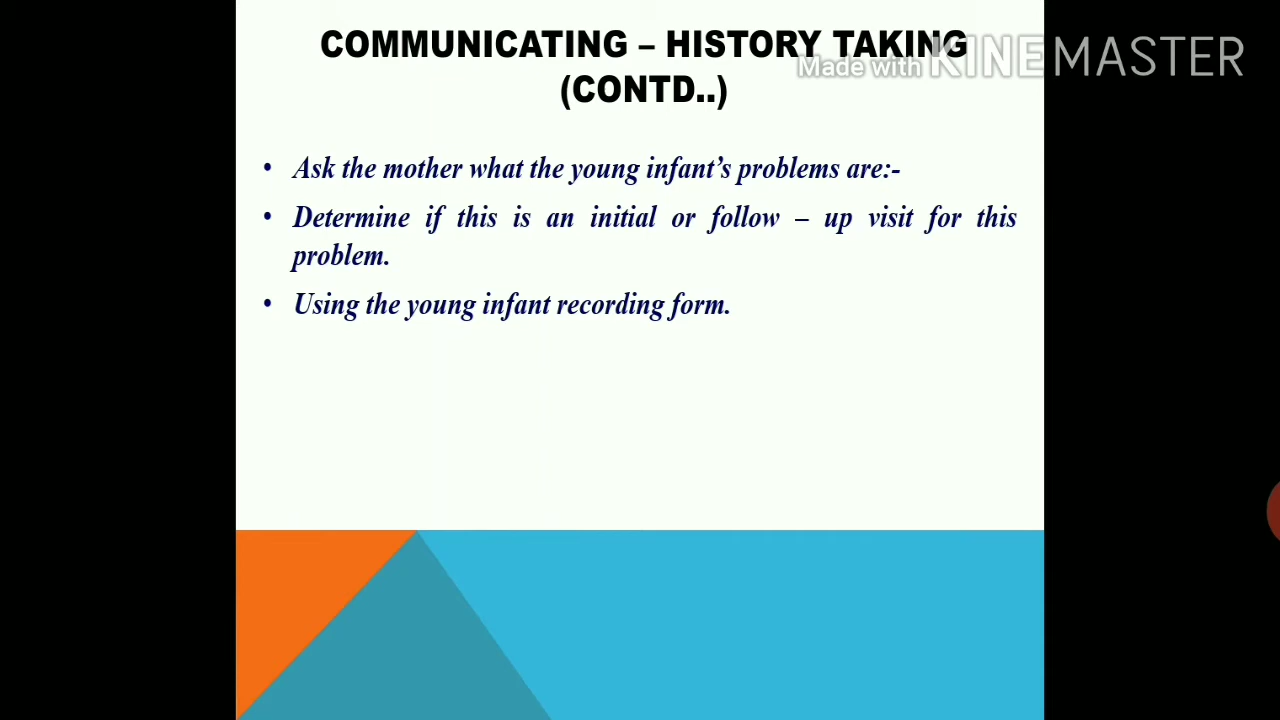 COMMUNICATING – HISTORY TAKING
(CONTD..)
Made with KINEMASTER
• Ask the mother what the young infant’s problems are:-
• Determine if this is an initial or follow – up visit for this
problem.
• Using the young infant recording form.